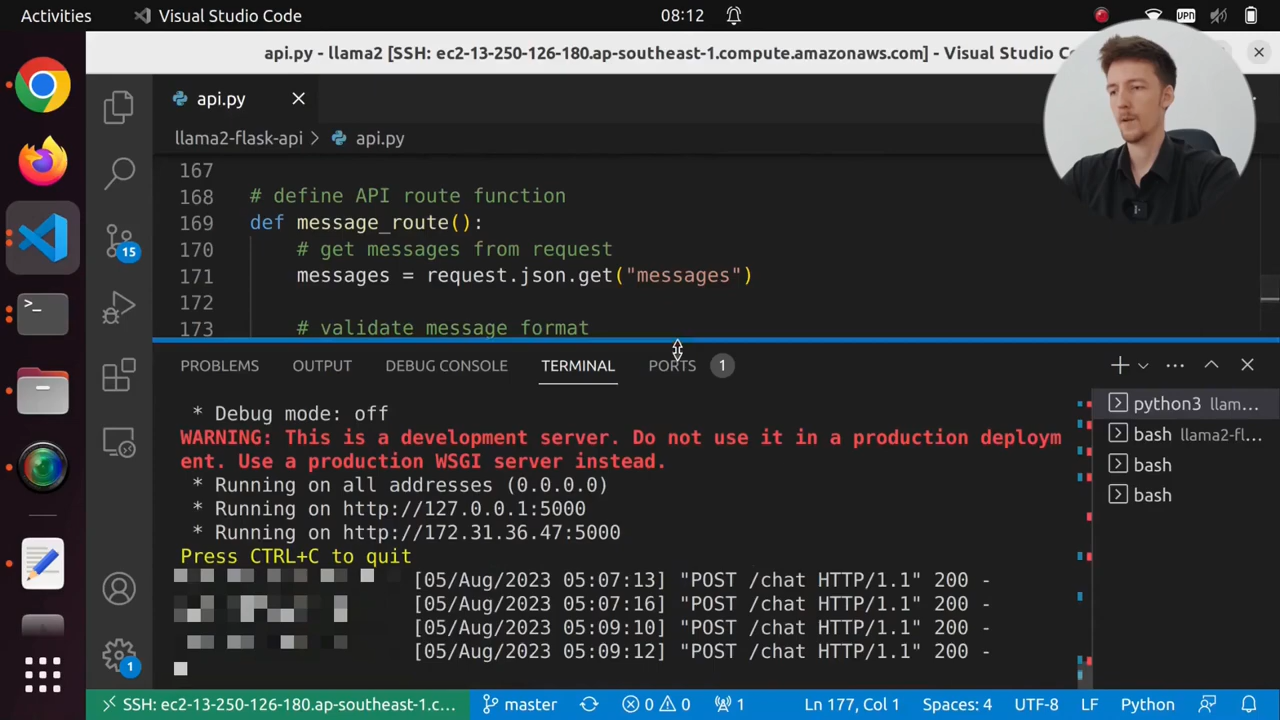 Activities
Visual Studio Code
08:12
VPN
api.py - llama2 [SSH: ec2-13-250-126-180.ap-southeast-1.compute.amazonaws.com] - Visual Studio Co
api.py
llama2-flask-api > api.py
167
168 # define API route function
169 def message_route():
170 # get messages from request
171 messages = request.json.get("messages")
172
173 # validate message format
15
PROBLEMS OUTPUT DEBUG CONSOLE TERMINAL PORTS 1
* Debug mode: off
WARNING: This is a development server. Do not use it in a production deploym
ent. Use a production WSGI server instead.
* Running on all addresses (0.0.0.0)
* Running on http://127.0.0.1:5000
* Running on http://172.31.36.47:5000
Press CTRL+C to quit
[05/Aug/2023 05:07:13] "POST /chat HTTP/1.1" 200 -
[05/Aug/2023 05:07:16] "POST /chat HTTP/1.1" 200 -
[05/Aug/2023 05:09:10] "POST /chat HTTP/1.1" 200 -
[05/Aug/2023 05:09:12] "POST /chat HTTP/1.1" 200 -
python3 llam...
bash llama2-fl...
bash
bash
1
SSH: ec2-13-250-126-180.ap-southeast-1.c... master 0 0 1 Ln 177, Col 1 Spaces: 4 UTF-8 LF Python